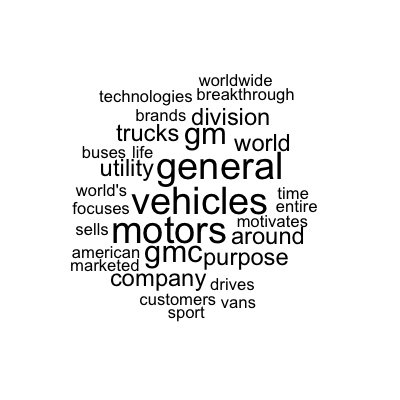 worldwide
technologies breakthrough
brands division
trucks gm world
buses life
utility general
world's vehicles time
focuses entire
sells motors motivates
around
american gmc purpose
marketed
company drives
customers vans
sport